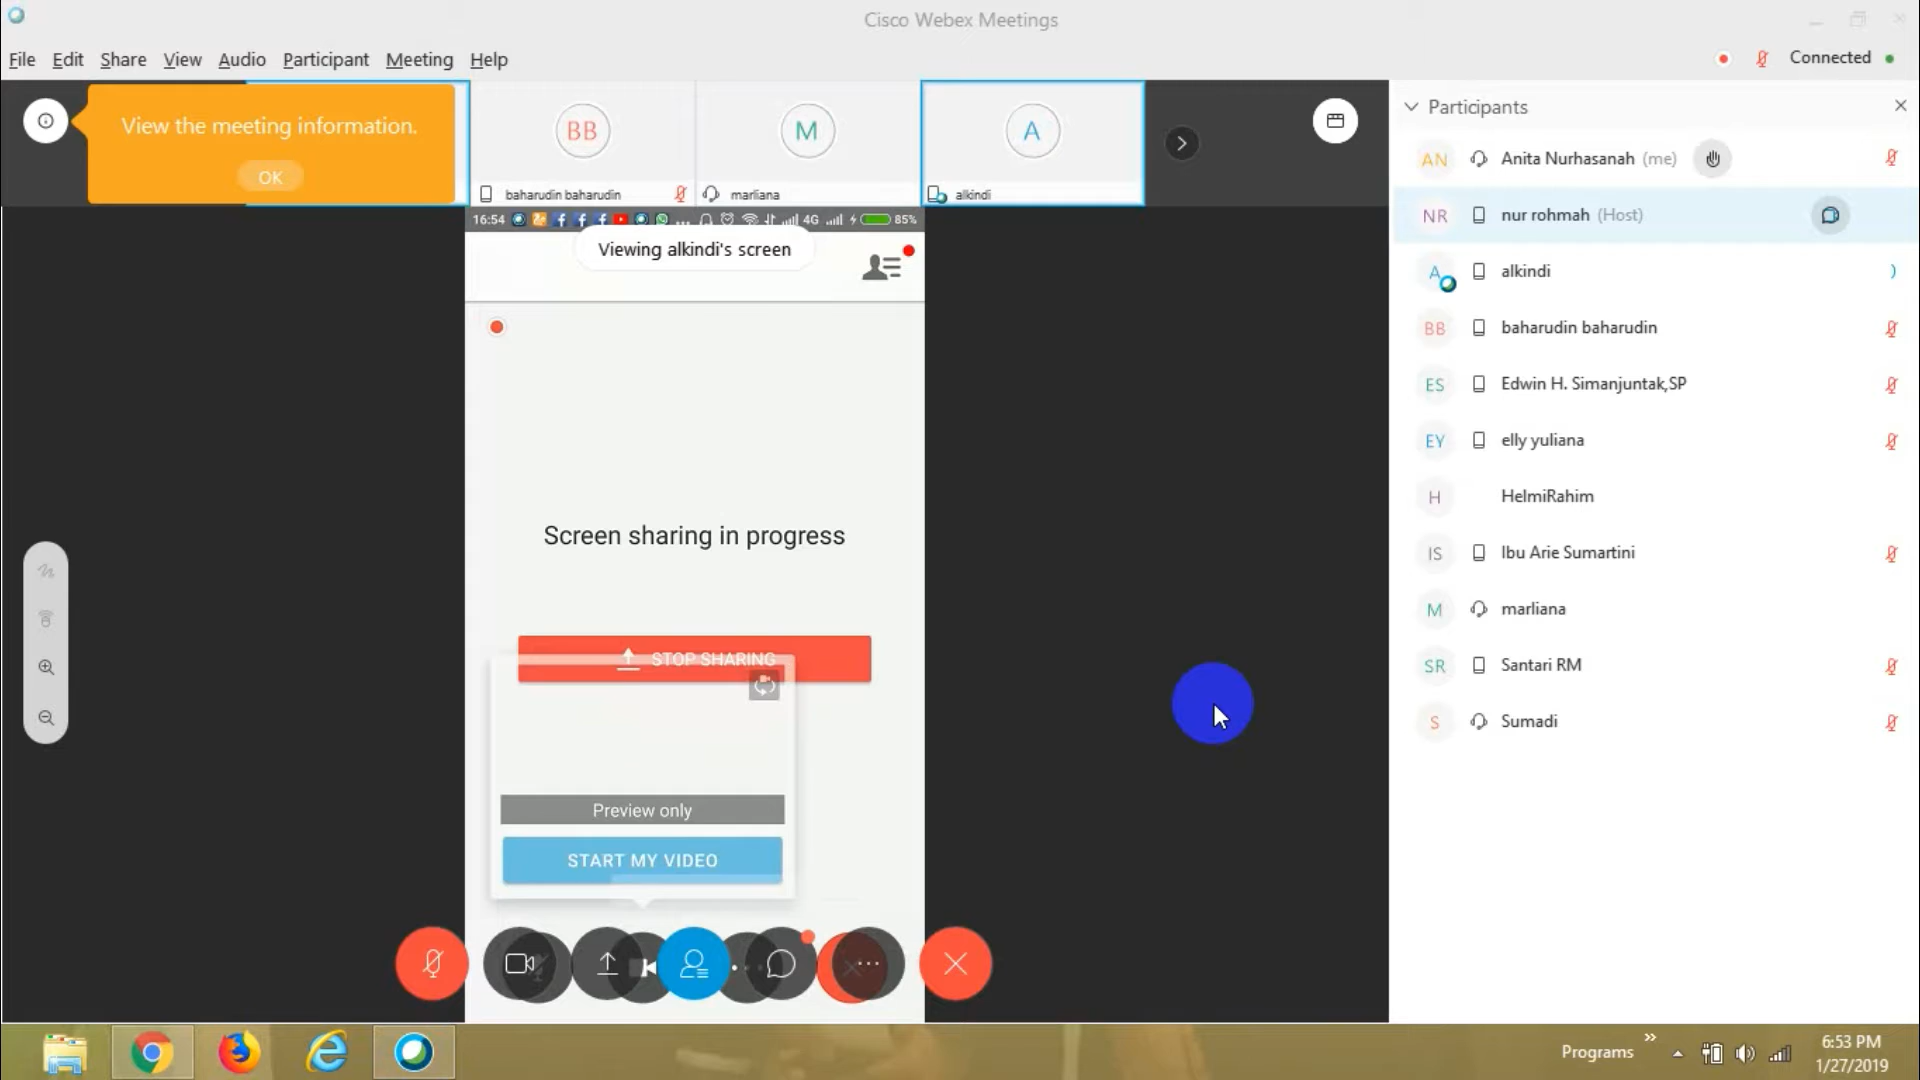 Cisco Webex Meetings
File Edit Share View Audio Participant Meeting Help
Connected
View the meeting information.
OK
BB
baharudin baharudin
M
marliana
A
alkindi
16:54
4G
85%
Viewing alkindi's screen
Screen sharing in progress
STOP SHARING
Preview only
START MY VIDEO
Participants
AN Anita Nurhasanah (me)
NR nur rohmah (Host)
A alkindi
BB baharudin baharudin
ES Edwin H. Simanjuntak,SP
EY elly yuliana
H HelmiRahim
IS Ibu Arie Sumartini
M marliana
SR Santari RM
S Sumadi
Programs
6:53 PM
1/27/2019